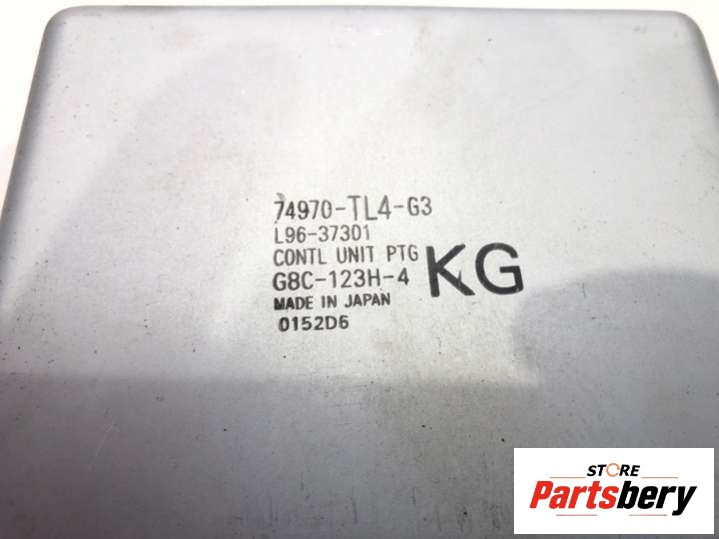 74970-TL4-G3
L96-37301
CONTL UNIT PTG
G8C-123H-4 KG
MADE IN JAPAN
0152D6
STORE
Partsbery